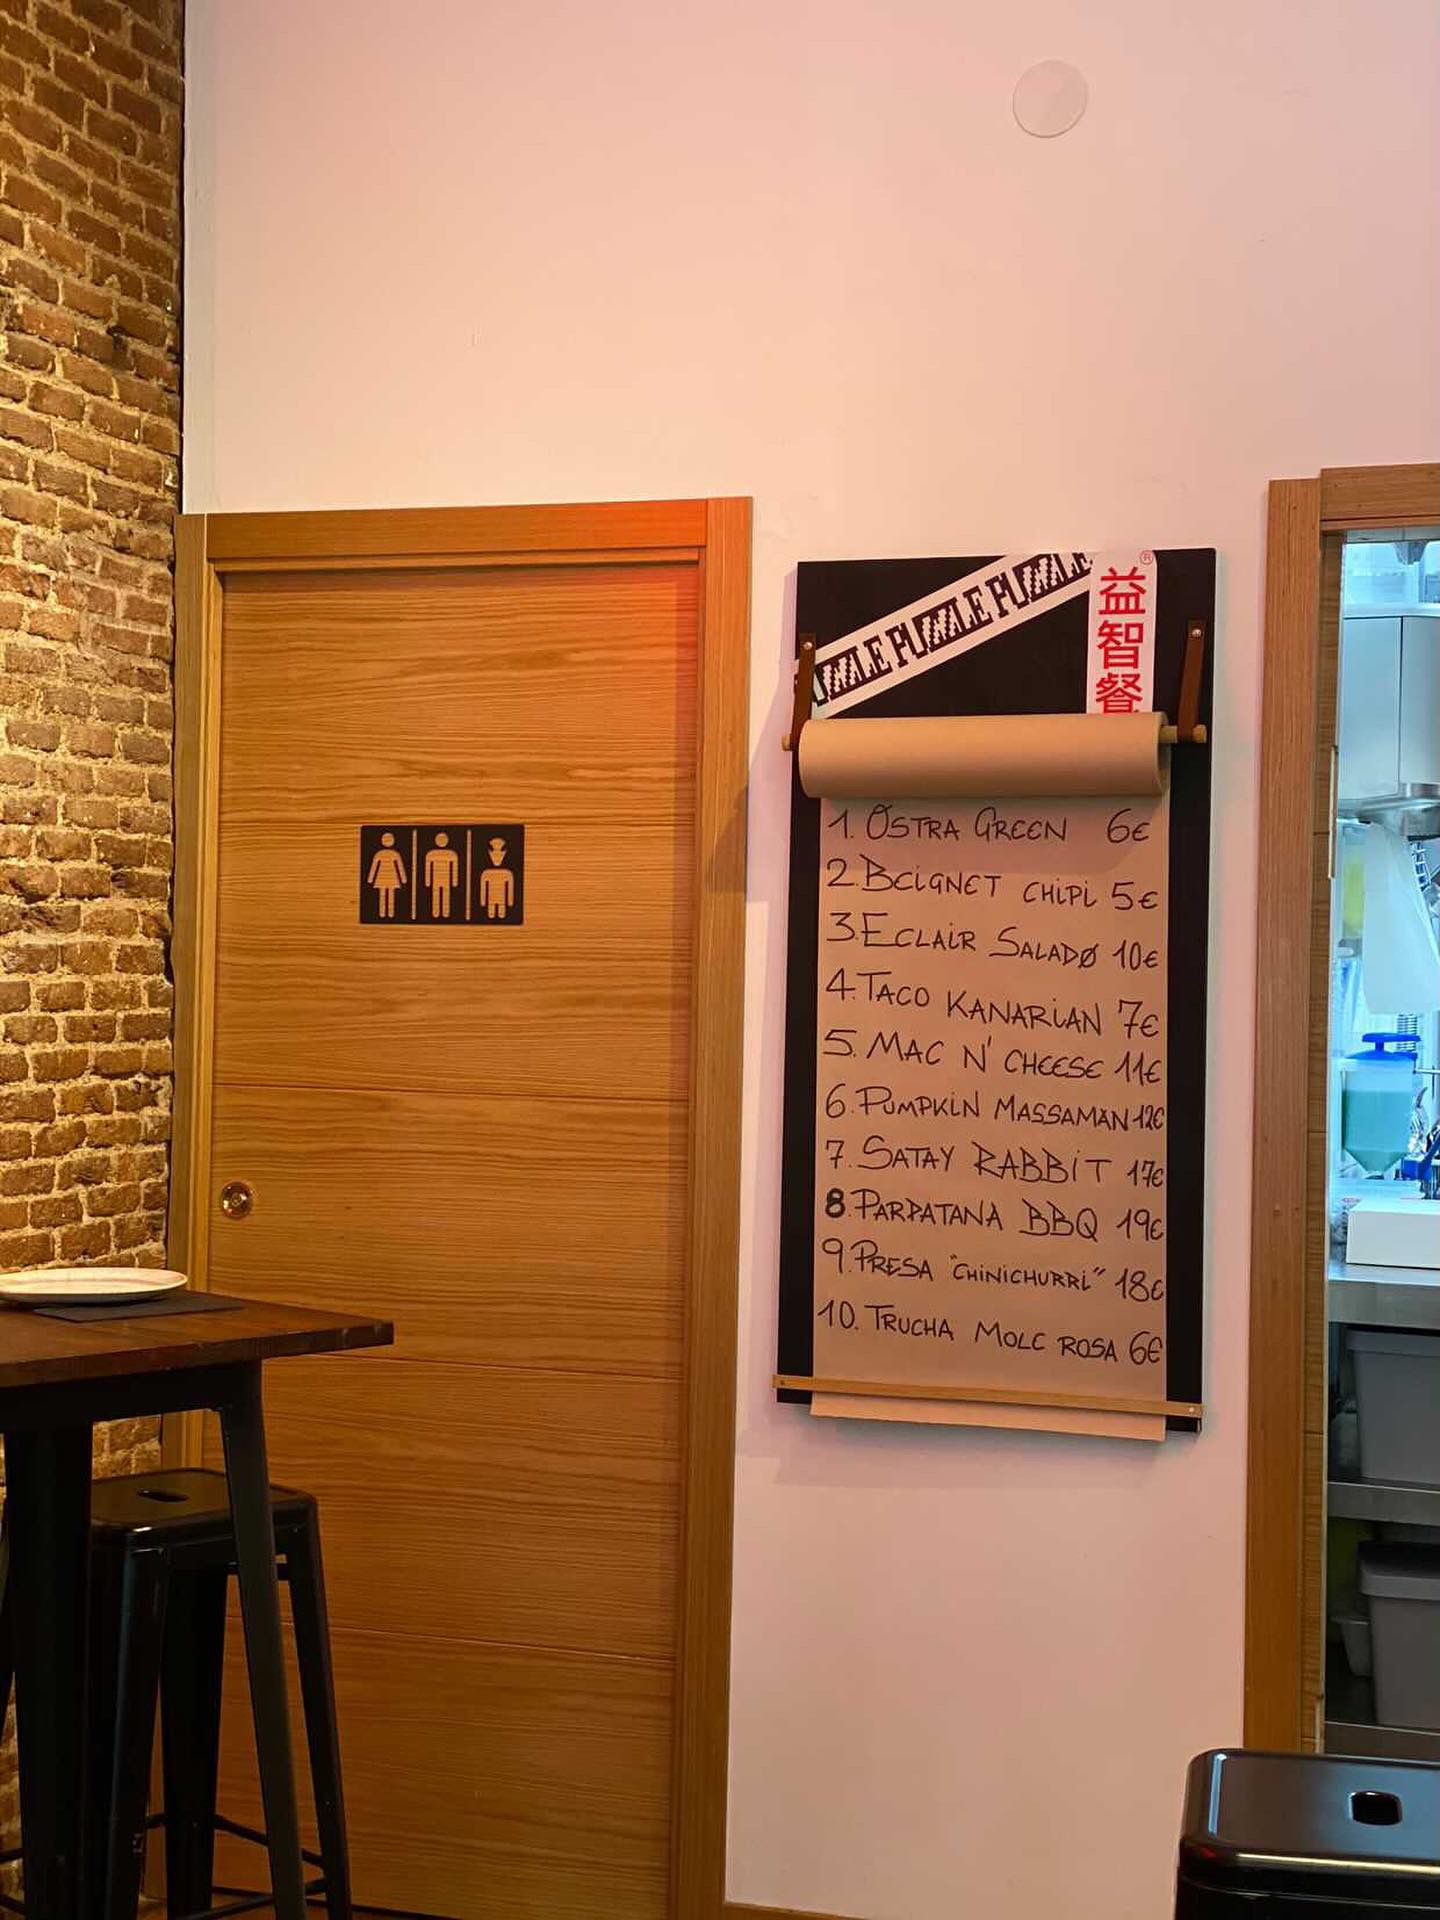 PUZZLE PUZZLE PUZZLE
®
益智餐
1. OSTRA GREEN 6€
2. BEIGNET CHIPI 5€
3. ECLAIR SALADØ 10€
4. TACO KANARIAN 7€
5. MAC N' CHEESE 11€
6. PUMPKIN MASSAMAN 12€
7. SATAY RABBIT 17€
8. PARPATANA BBQ 19€
9. PRESA "CHINICHURRI" 18€
10. TRUCHA MOLE ROSA 6€